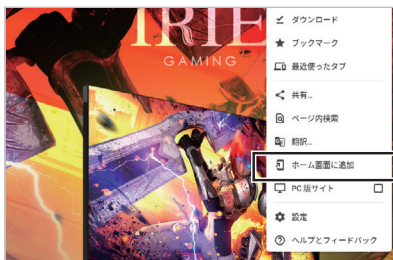 IRIE
GAMING
ダウンロード
ブックマーク
最近使ったタブ
共有...
ページ内検索
翻訳...
ホーム画面に追加
PC 版サイト
設定
ヘルプとフィードバック